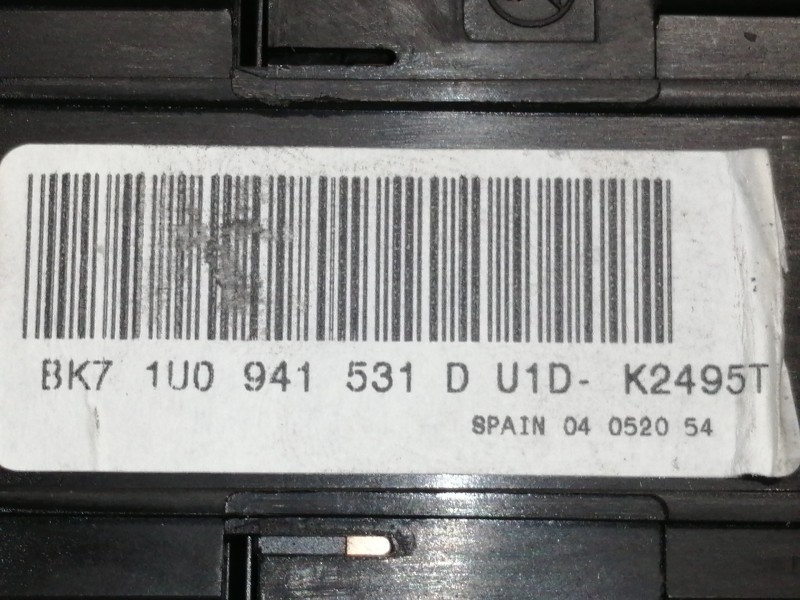 BK7 1U0 941 531 D U1D- K2495T
SPAIN 04 0520 54